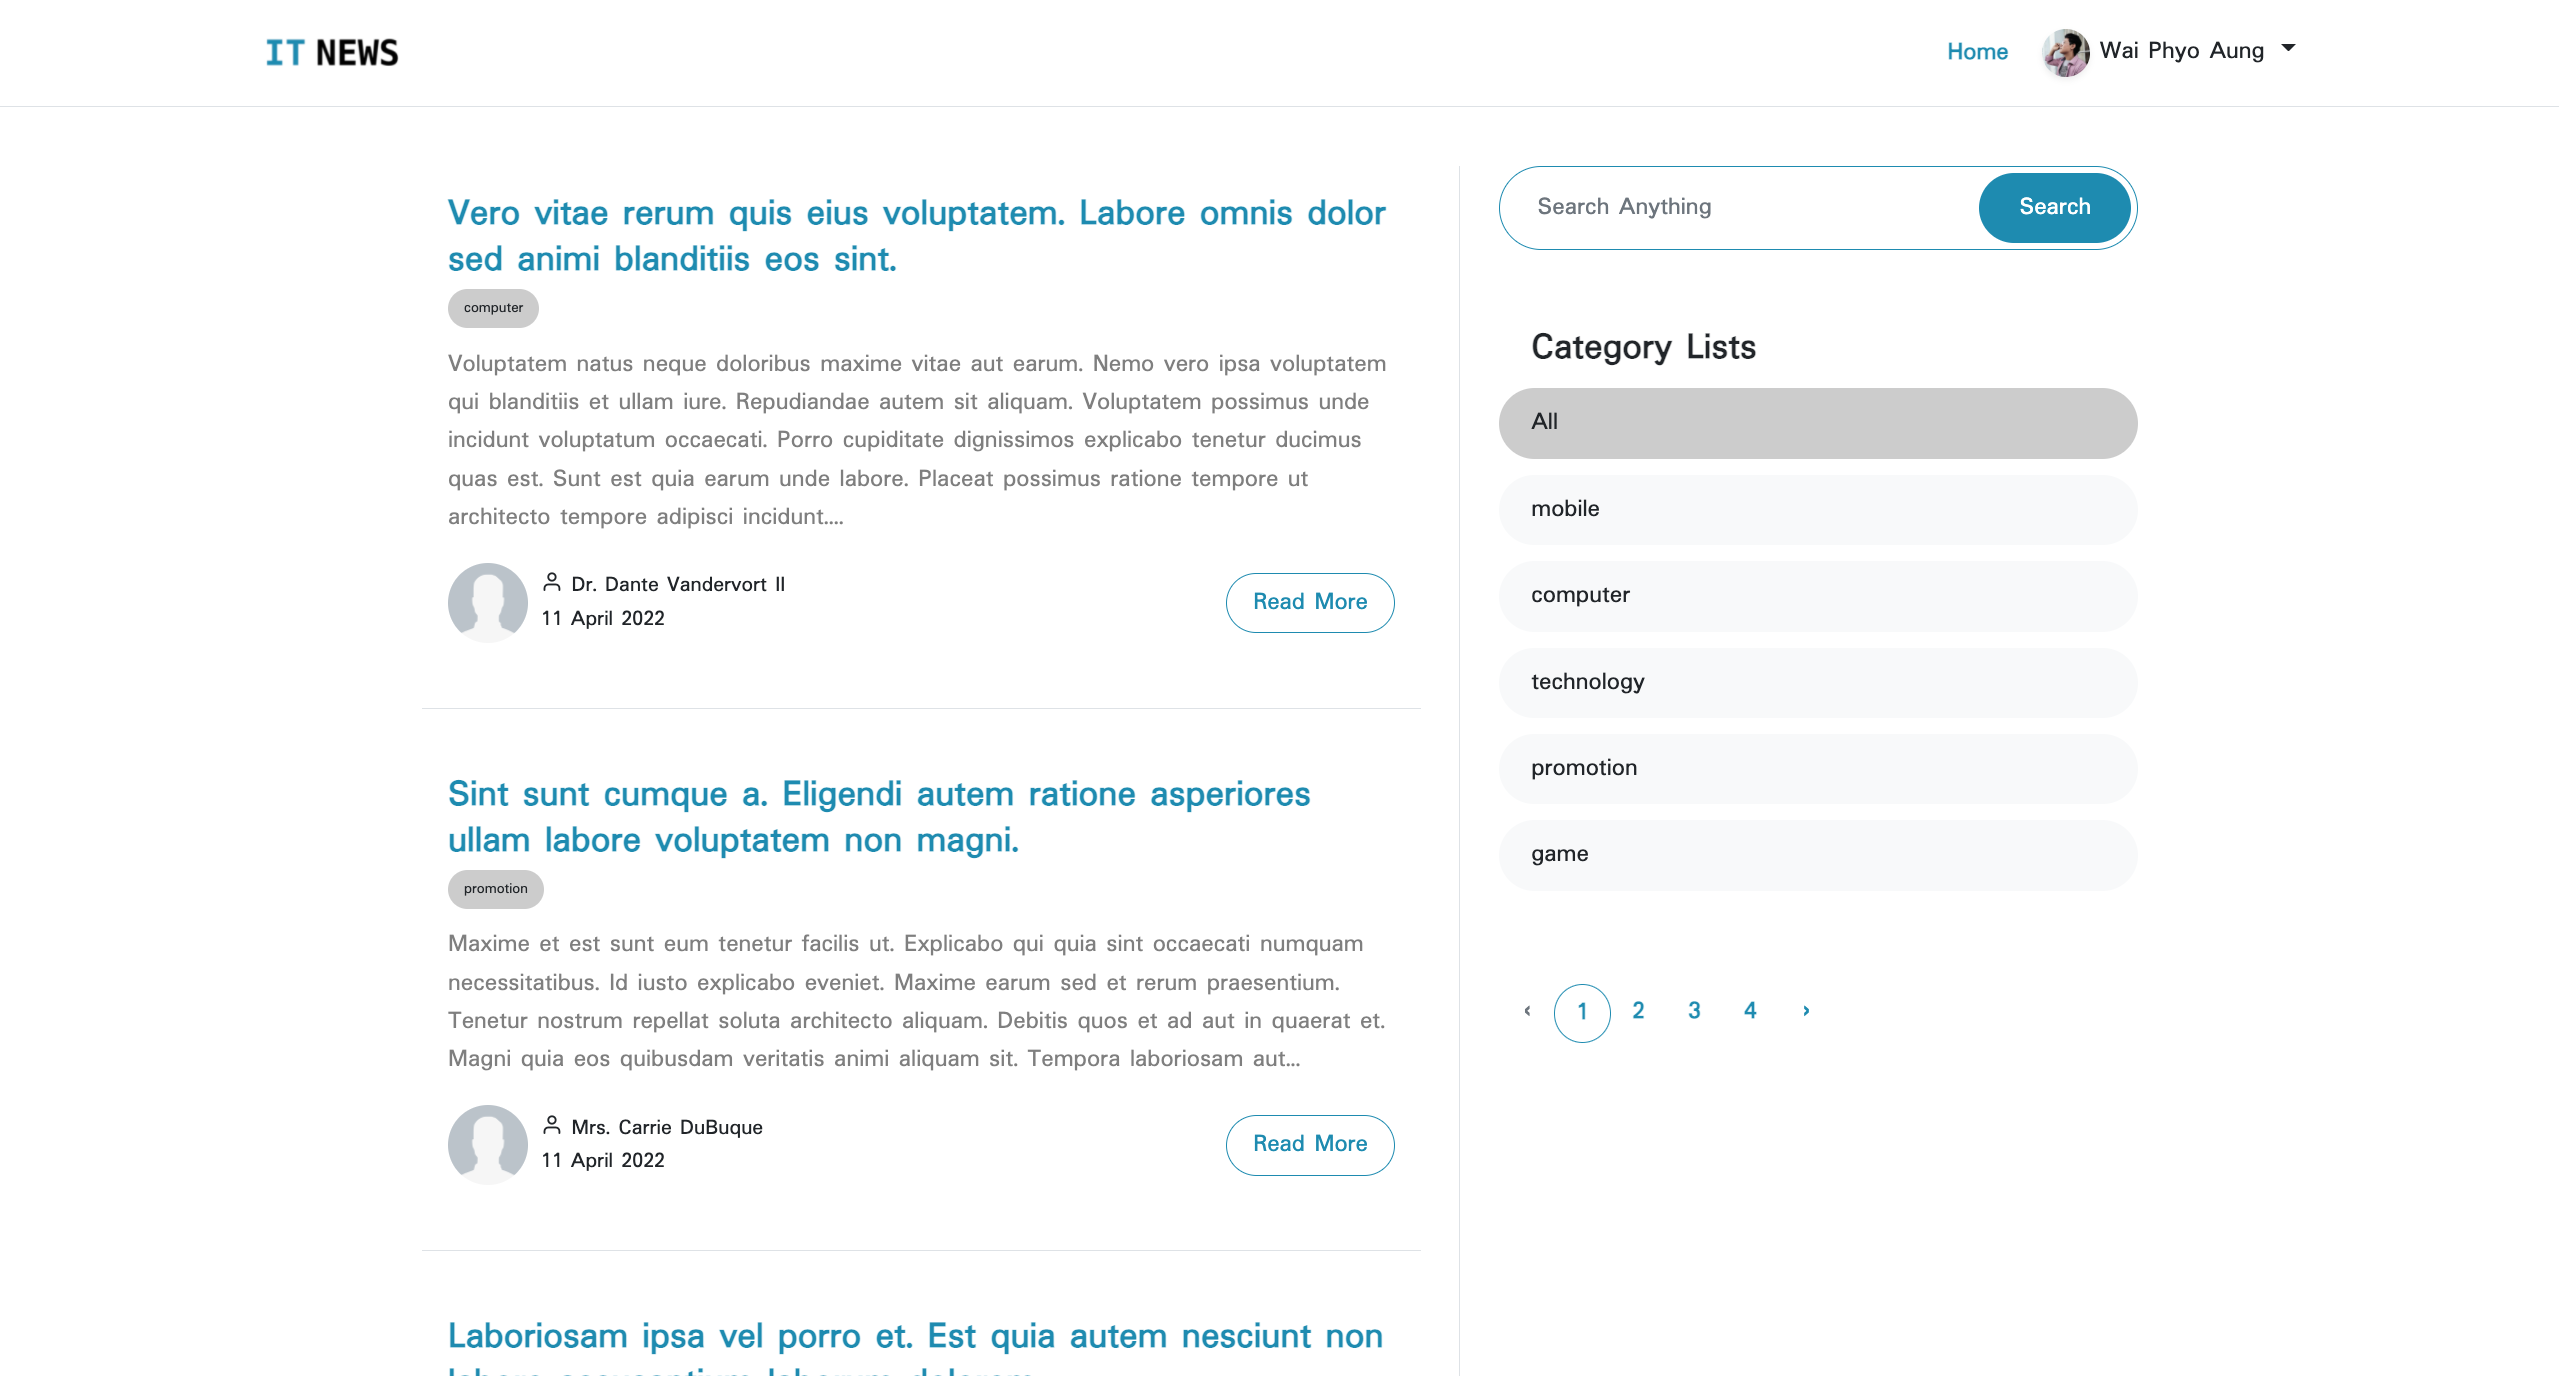 IT NEWS
Home
Wai Phyo Aung
Vero vitae rerum quis eius voluptatem. Labore omnis dolor
sed animi blanditiis eos sint.
computer
Voluptatem natus neque doloribus maxime vitae aut earum. Nemo vero ipsa voluptatem
qui blanditiis et ullam iure. Repudiandae autem sit aliquam. Voluptatem possimus unde
incidunt voluptatum occaecati. Porro cupiditate dignissimos explicabo tenetur ducimus
quas est. Sunt est quia earum unde labore. Placeat possimus ratione tempore ut
architecto tempore adipisci incidunt....
Dr. Dante Vandervort II
11 April 2022
Read More
Sint sunt cumque a. Eligendi autem ratione asperiores
ullam labore voluptatem non magni.
promotion
Maxime et est sunt eum tenetur facilis ut. Explicabo qui quia sint occaecati numquam
necessitatibus. Id iusto explicabo eveniet. Maxime earum sed et rerum praesentium.
Tenetur nostrum repellat soluta architecto aliquam. Debitis quos et ad aut in quaerat et.
Magni quia eos quibusdam veritatis animi aliquam sit. Tempora laboriosam aut...
Mrs. Carrie DuBuque
11 April 2022
Read More
Laboriosam ipsa vel porro et. Est quia autem nesciunt non
Search Anything
Search
Category Lists
All
mobile
computer
technology
promotion
game
‹ 1 2 3 4 ›